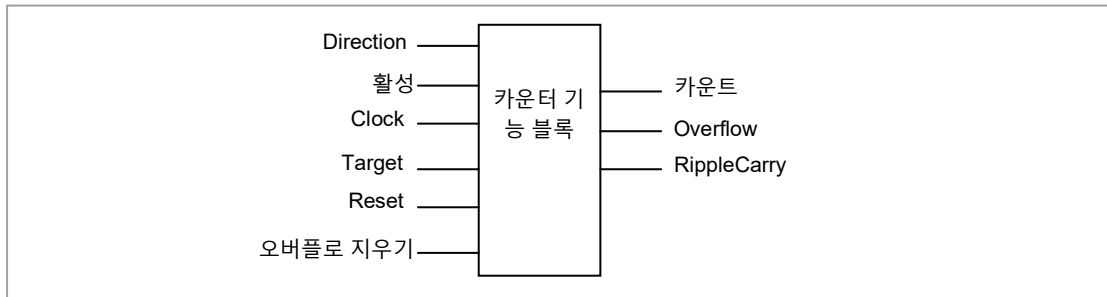 Direction
활성
Clock
Target
Reset
오버플로 지우기
카운터 기
능 블록
카운트
Overflow
RippleCarry